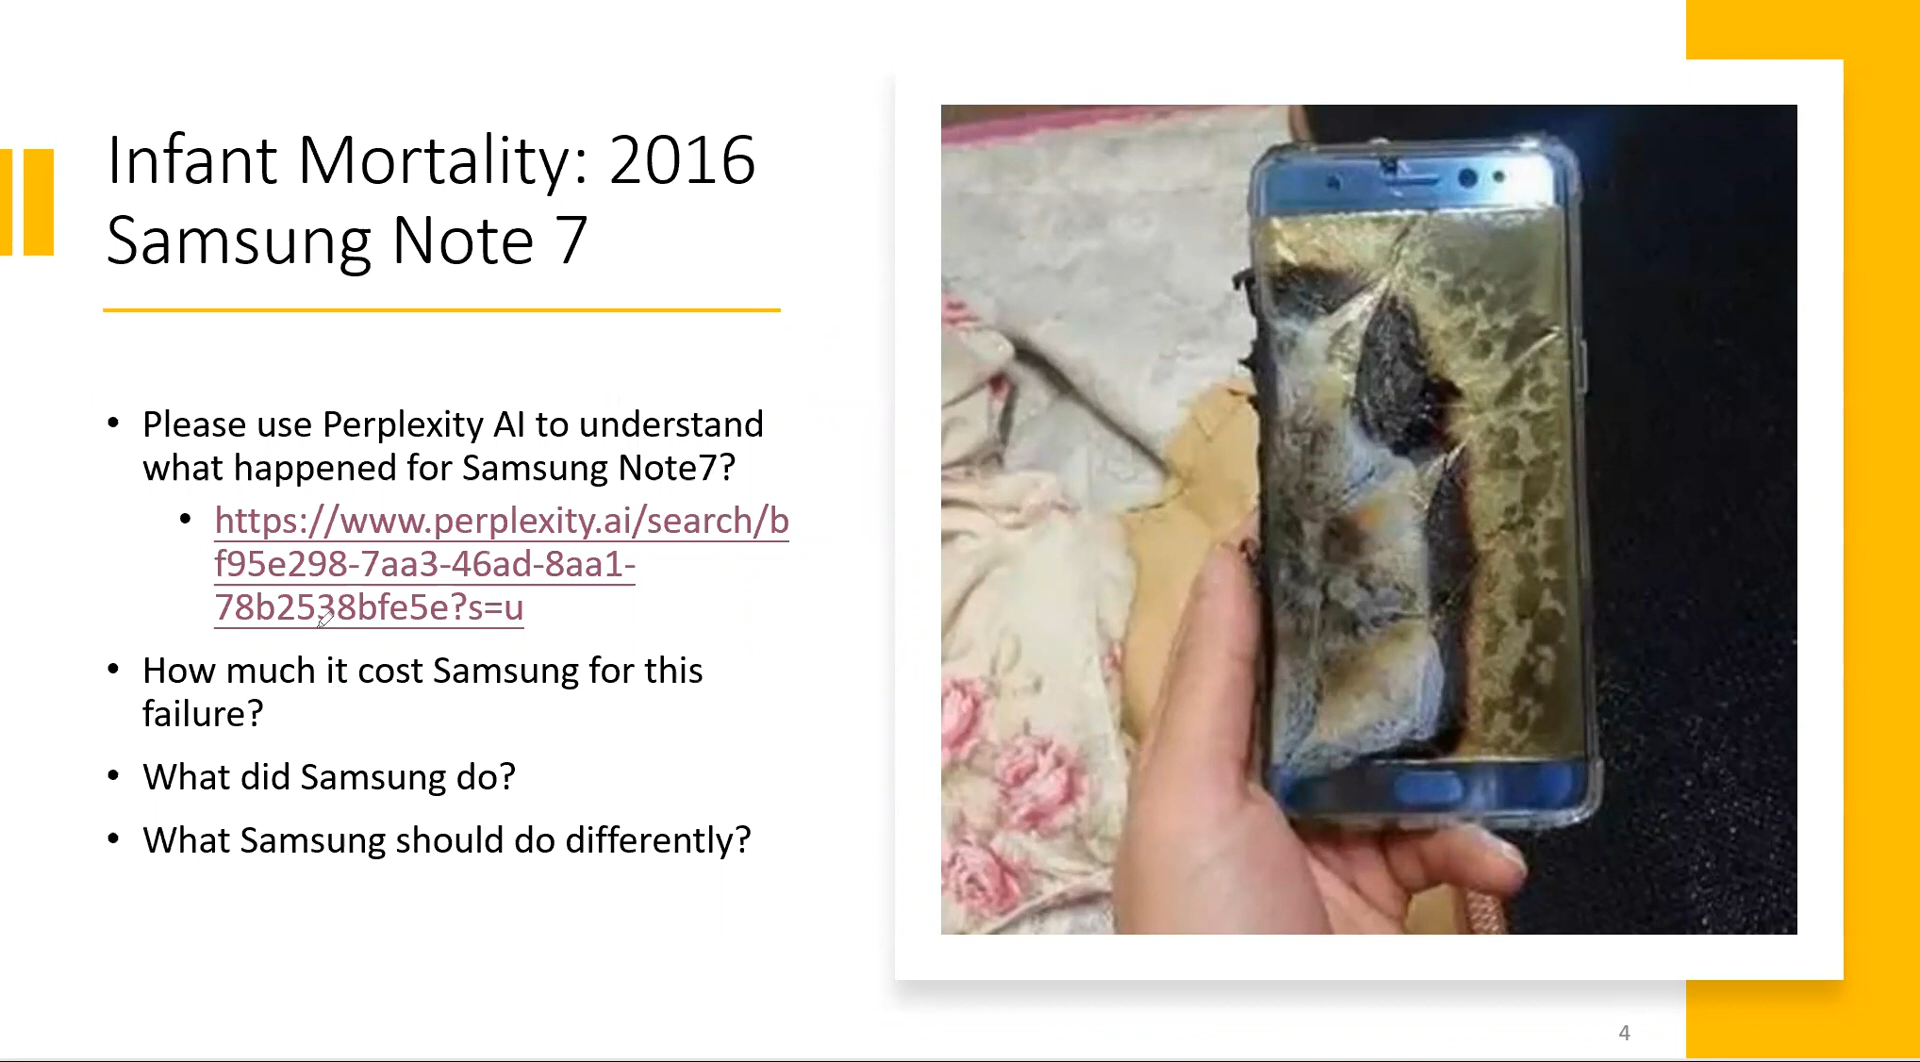 Infant Mortality: 2016
Samsung Note 7
• Please use Perplexity AI to understand
what happened for Samsung Note7?
• https://www.perplexity.ai/search/b
f95e298-7aa3-46ad-8aa1-
78b2538bfe5e?s=u
• How much it cost Samsung for this
failure?
• What did Samsung do?
• What Samsung should do differently?
4